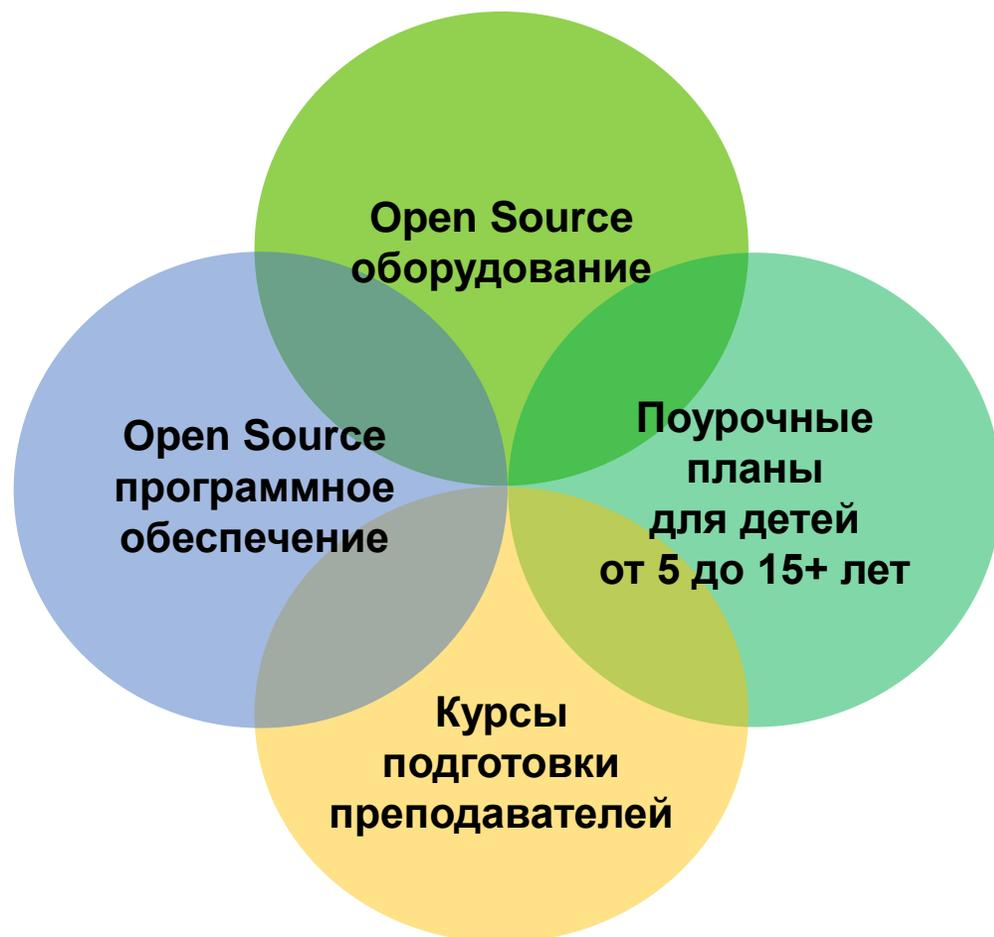 Open Source
оборудование
Open Source
программное
обеспечение
Поурочные
планы
для детей
от 5 до 15+ лет
Курсы
подготовки
преподавателей